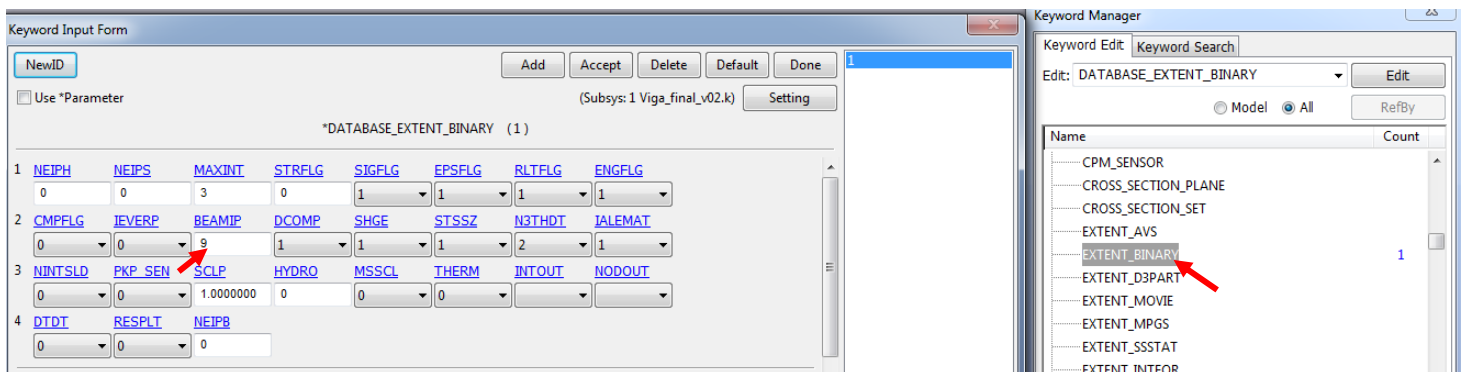 Keyword Input Form
NewID Add Accept Delete Default Done
Use *Parameter (Subsys: 1 Viga_final_v02.k) Setting
*DATABASE_EXTENT_BINARY (1)
1 NEIPH NEIPS MAXINT STRFLG SIGFLG EPSFLG RLTFLG ENGFLG
0 0 3 0 1 1 1 1
2 CMPFLG IEVERP BEAMIP DCOMP SHGE STSSZ N3THDT IALEMAT
0 0 9 1 1 1 2 1
3 NINTSLD PKP_SEN SCLP HYDRO MSSCL THERM INTOUT NODOUT
0 0 1.0000000 0 0 0
4 DTDT RESPLT NEIPB
0 0 0
1
Keyword Manager
Keyword Edit Keyword Search
Edit: DATABASE_EXTENT_BINARY Edit
Model All RefBy
Name Count
CPM_SENSOR
CROSS_SECTION_PLANE
CROSS_SECTION_SET
EXTENT_AVS
EXTENT_BINARY 1
EXTENT_D3PART
EXTENT_MOVIE
EXTENT_MPGS
EXTENT_SSSTAT
EXTENT_INTFOR